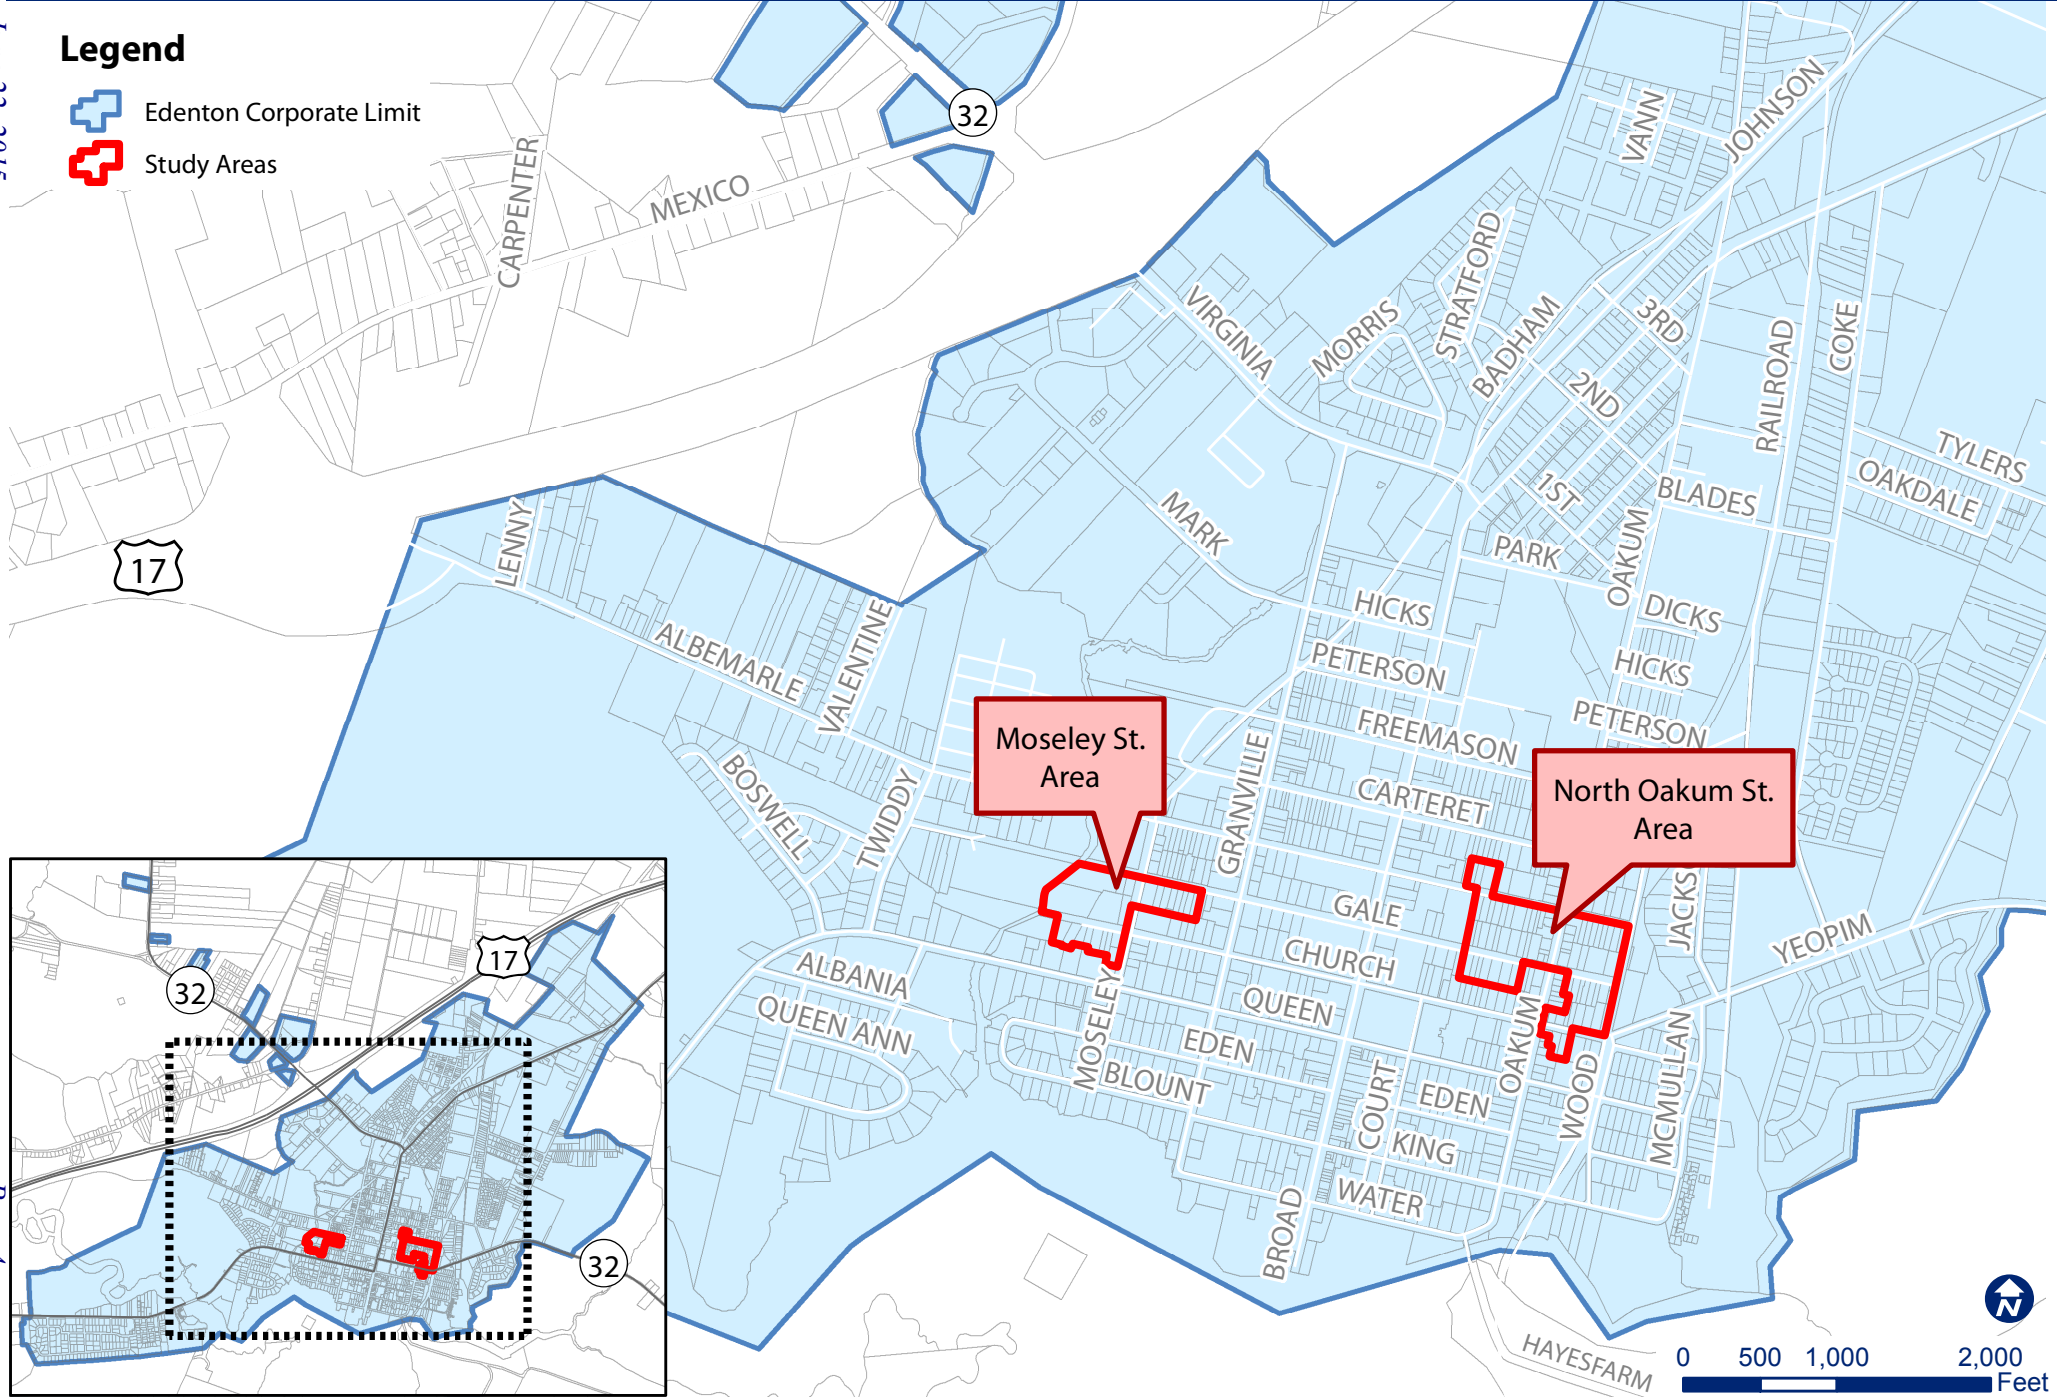 Legend
Edenton Corporate Limit
Study Areas
32
CARPENTER
MEXICO
VANN
JOHNSON
STRATFORD
VIRGINIA
MORRIS
BADHAM
3RD
2ND
RAILROAD
COKE
TYLERS
OAKDALE
1ST
BLADES
MARK
LENNY
17
PARK
OAKUM
DICKS
HICKS
HICKS
PETERSON
ALBEMARLE
VALENTINE
PETERSON
FREEMASON
Moseley St.
Area
North Oakum St.
Area
BOSWELL
TWIDDY
GRANVILLE
CARTERET
GALE
JACKS
YEOPIM
CHURCH
ALBANIA
QUEEN
QUEEN ANN
MOSELEY
EDEN
OAKUM
BLOUNT
COURT
EDEN
WOOD
MCMULLAN
KING
WATER
BROAD
HAYESFARM
17
32
32
N
0 500 1,000 2,000
Feet